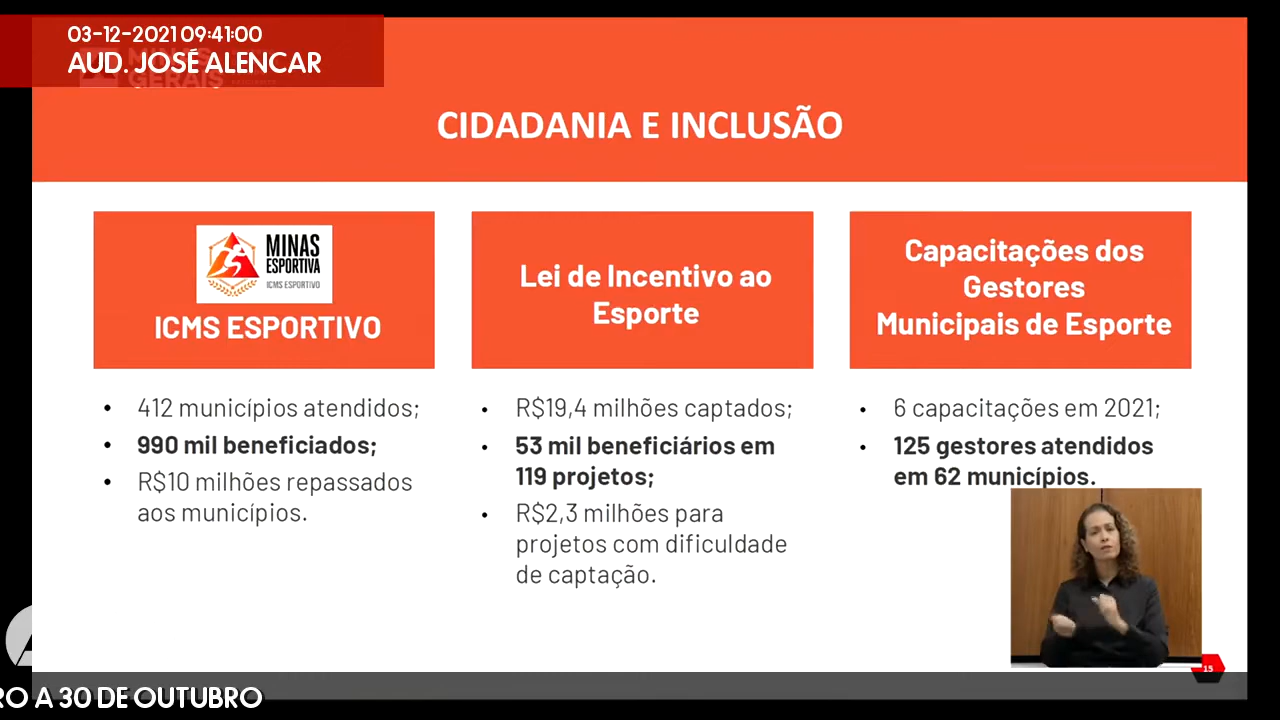 03-12-2021 09:41:00
AUD. JOSÉ ALENCAR
MINAS
GERAIS
CIDADANIA E INCLUSÃO
MINAS
ESPORTIVA
ICMS ESPORTIVO
ICMS ESPORTIVO
• 412 municípios atendidos;
• 990 mil beneficiados;
• R$10 milhões repassados
aos municípios.
Lei de Incentivo ao
Esporte
• R$19,4 milhões captados;
• 53 mil beneficiários em
119 projetos;
• R$2,3 milhões para
projetos com dificuldade
de captação.
Capacitações dos
Gestores
Municipais de Esporte
• 6 capacitações em 2021;
• 125 gestores atendidos
em 62 municípios.
15
RO A 30 DE OUTUBRO